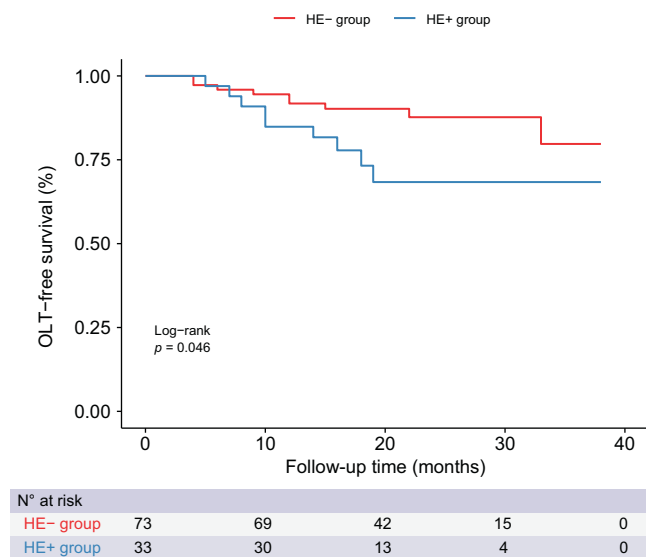 HE− group HE+ group
1.00
0.75
0.50
0.25
0.00
OLT−free survival (%)
Log−rank
p = 0.046
0 10 20 30 40
Follow-up time (months)
N° at risk
HE− group 73 69 42 15 0
HE+ group 33 30 13 4 0